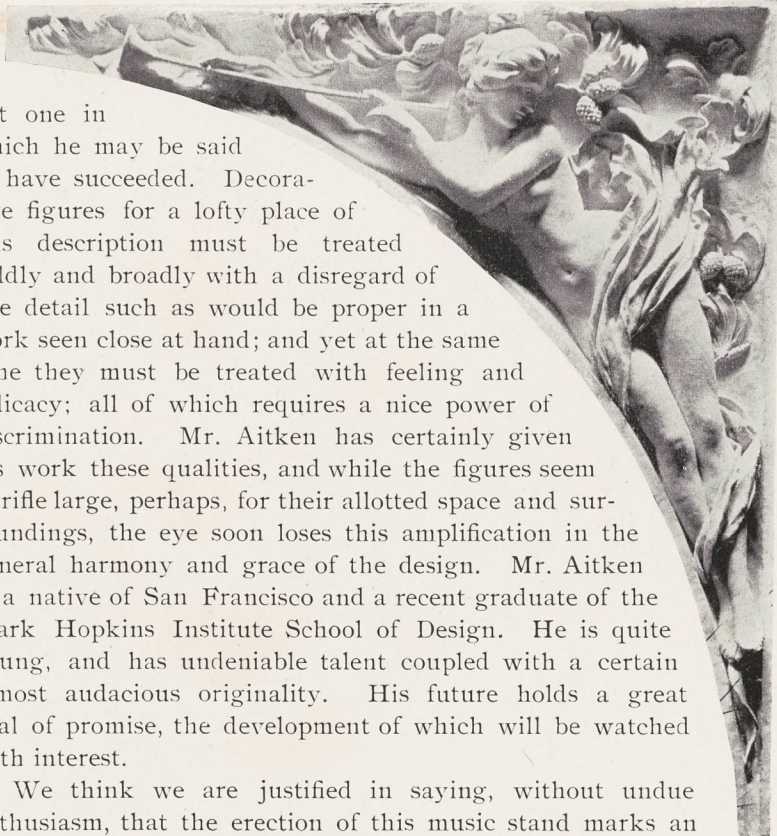 t one in
ich he may be said
have succeeded. Decora-
e figures for a lofty place of
s description must be treated
ldly and broadly with a disregard of
e detail such as would be proper in a
rk seen close at hand; and yet at the same
ne they must be treated with feeling and
licacy; all of which requires a nice power of
scrimination. Mr. Aitken has certainly given
s work these qualities, and while the figures seem
rifle large, perhaps, for their allotted space and sur-
undings, the eye soon loses this amplification in the
neral harmony and grace of the design. Mr. Aitken
a native of San Francisco and a recent graduate of the
ark Hopkins Institute School of Design. He is quite
ung, and has undeniable talent coupled with a certain
most audacious originality. His future holds a great
al of promise, the development of which will be watched
th interest.
We think we are justified in saying, without undue
thusiasm, that the erection of this music stand marks an